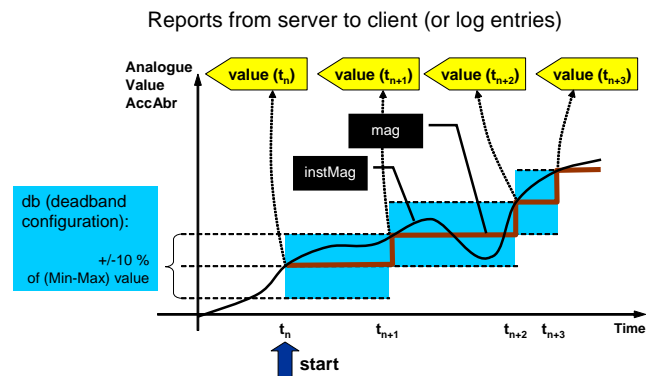 Reports from server to client (or log entries)
Analogue
Value
AccAbr
value (tn)
value (tn+1)
value (tn+2)
value (tn+3)
mag
instMag
db (deadband
configuration):
+/-10 %
of (Min-Max) value
tn
tn+1
tn+2
tn+3
Time
start